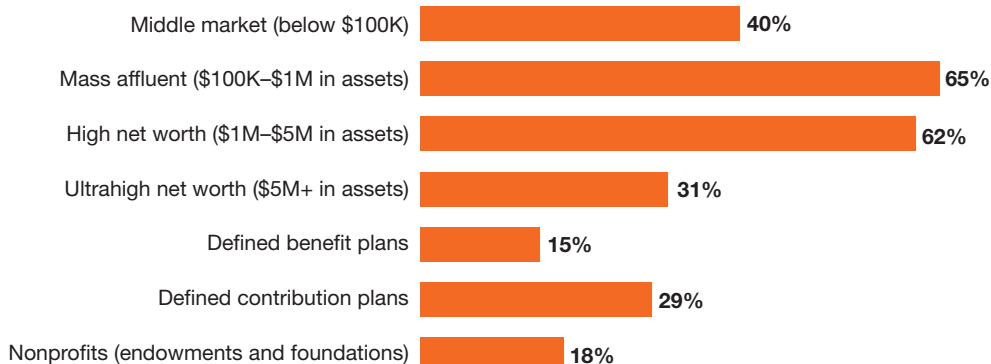 Middle market (below $100K) 40%
Mass affluent ($100K–$1M in assets) 65%
High net worth ($1M–$5M in assets) 62%
Ultrahigh net worth ($5M+ in assets) 31%
Defined benefit plans 15%
Defined contribution plans 29%
Nonprofits (endowments and foundations) 18%